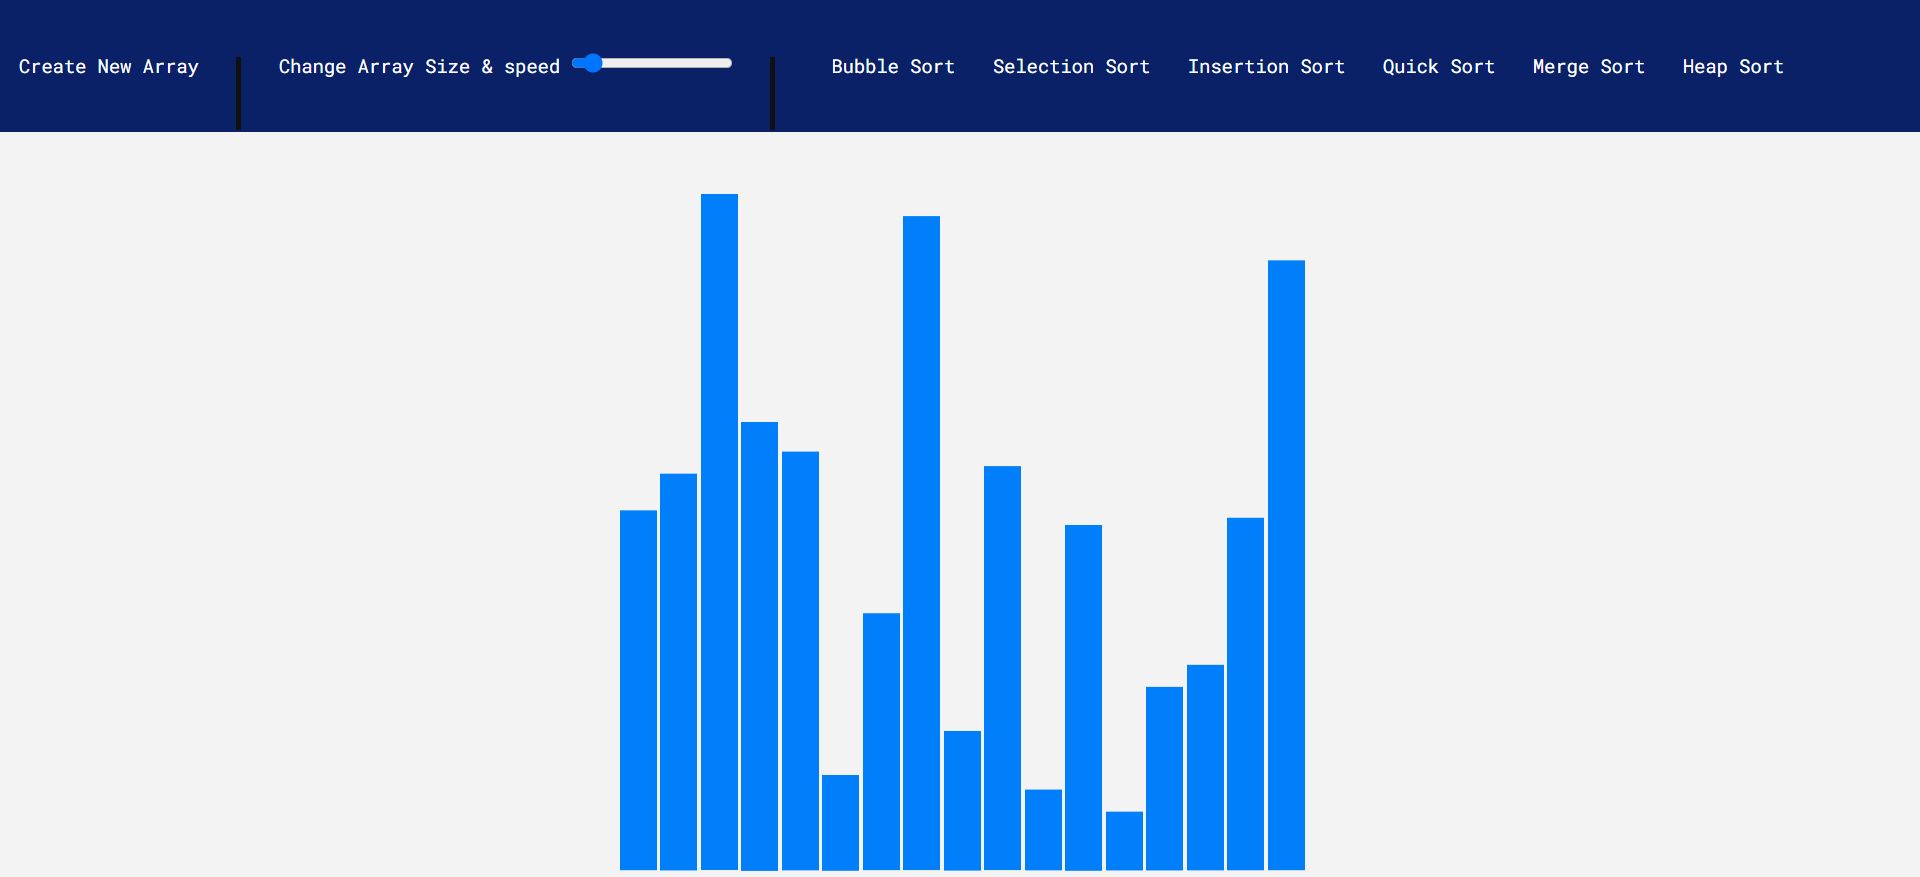 Create New Array
Change Array Size & speed
Bubble Sort
Selection Sort
Insertion Sort
Quick Sort
Merge Sort
Heap Sort